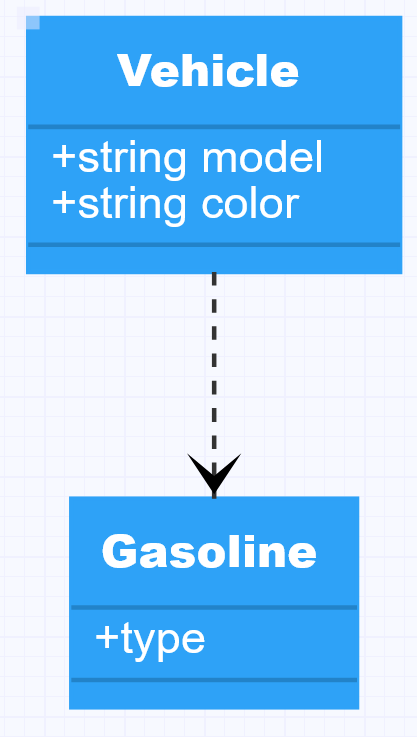 Vehicle
+string model
+string color
Gasoline
+type